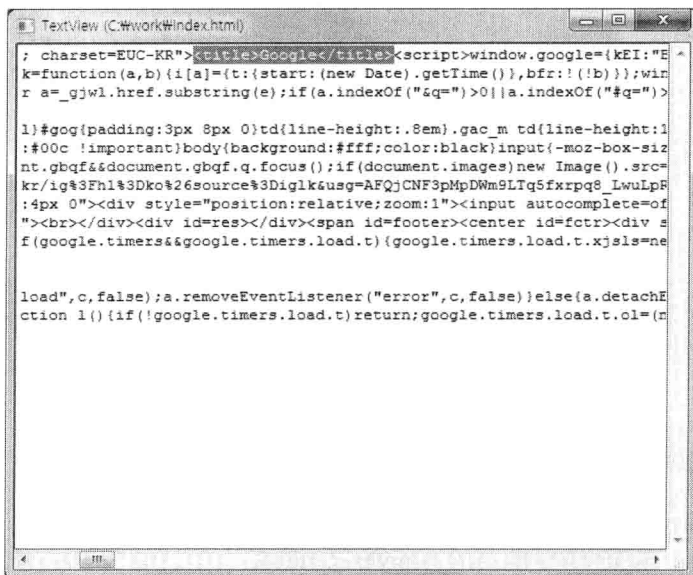 TextView (C:₩work₩index.html)
; charset=EUC-KR"><title>Google</title><script>window.google={kEI:"E
k=function(a,b){i[a]={t:{start:(new Date).getTime()},bfr:!(!b)}};win
r a=_gjwl.href.substring(e);if(a.indexOf("&q=")>0||a.indexOf("#q=")>
l}#gog{padding:3px 8px 0}td{line-height:.8em}.gac_m td{line-height:1
:#00c !important}body{background:#fff;color:black}input{-moz-box-siz
nt.gbqf&&document.gbqf.q.focus();if(document.images)new Image().src=
kr/ig%3Fhl%3Dko%26source%3Diglk&usg=AFQjCNF3pMpDWm9LTq5fxrpq8_LwuLpR
:4px 0"><div style="position:relative;zoom:1"><input autocomplete=of
"><br></div><div id=res></div><span id=footer><center id=fctr><div s
f(google.timers&&google.timers.load.t){google.timers.load.t.xjsls=ne
load",c,false);a.removeEventListener("error",c,false)}else{a.detachE
ction l(){if(!google.timers.load.t)return;google.timers.load.t.ol=(n